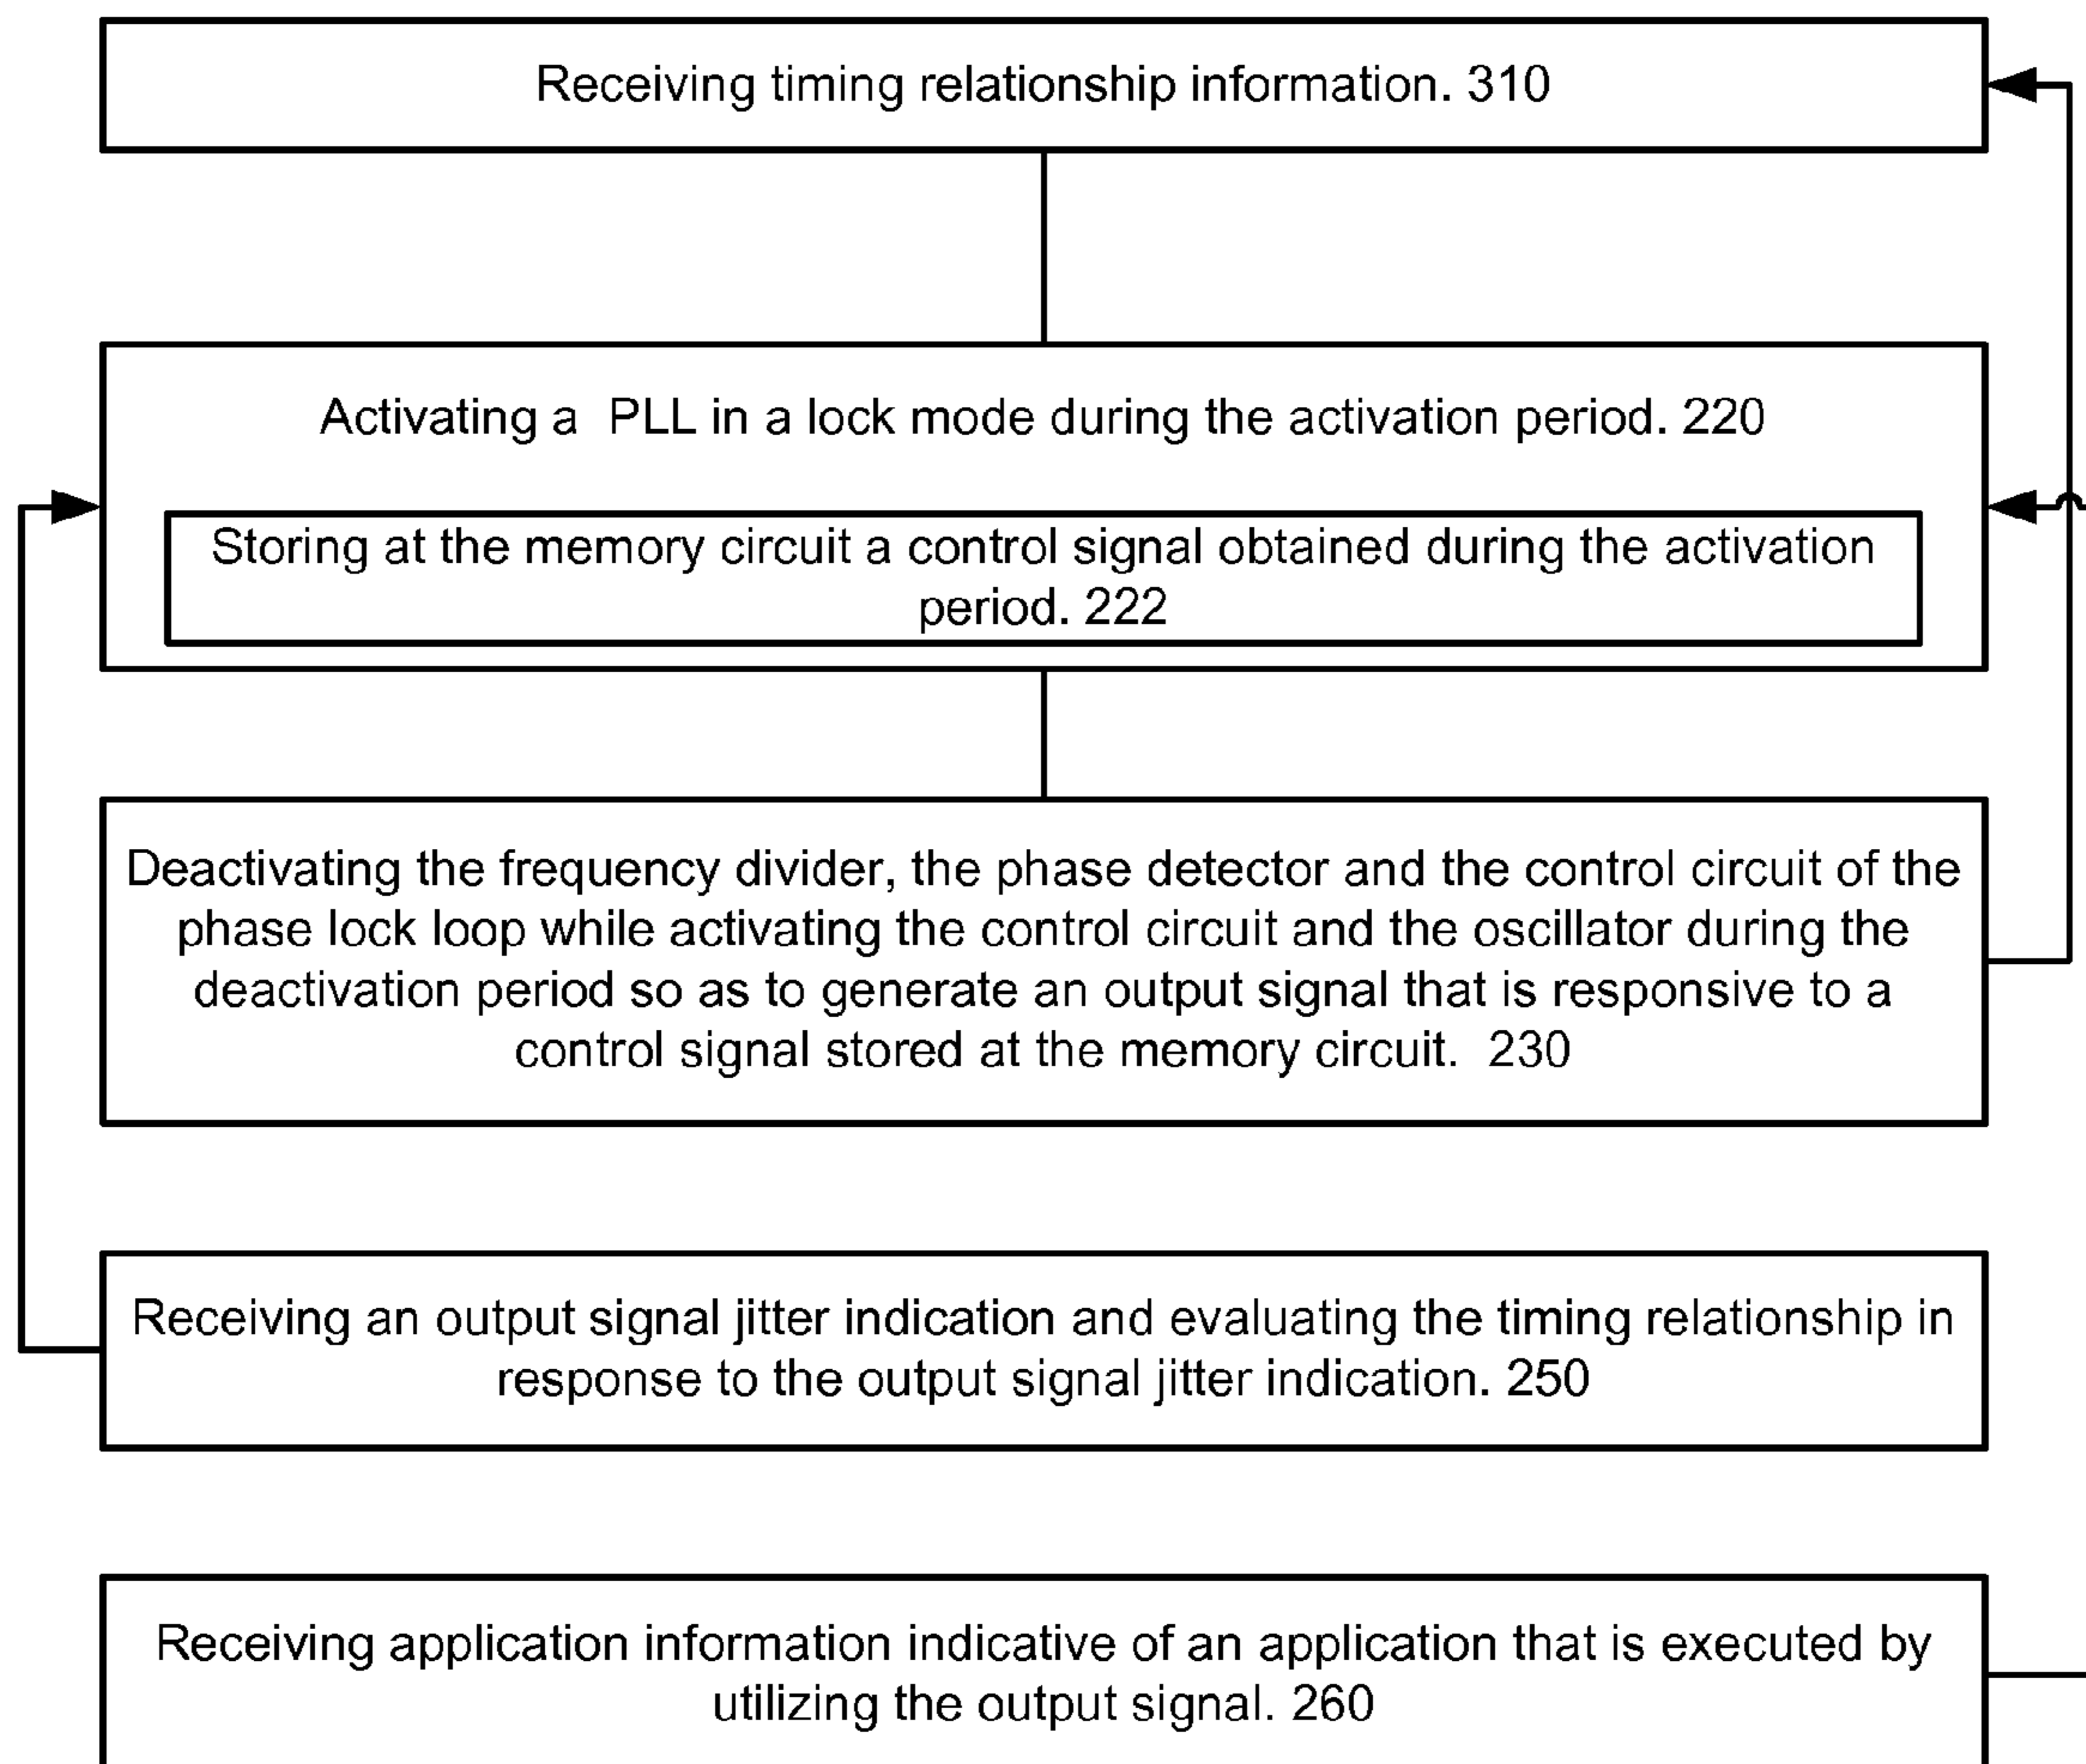 Receiving timing relationship information. 310
Activating a PLL in a lock mode during the activation period. 220
Storing at the memory circuit a control signal obtained during the activation
period. 222
Deactivating the frequency divider, the phase detector and the control circuit of the
phase lock loop while activating the control circuit and the oscillator during the
deactivation period so as to generate an output signal that is responsive to a
control signal stored at the memory circuit. 230
Receiving an output signal jitter indication and evaluating the timing relationship in
response to the output signal jitter indication. 250
Receiving application information indicative of an application that is executed by
utilizing the output signal. 260